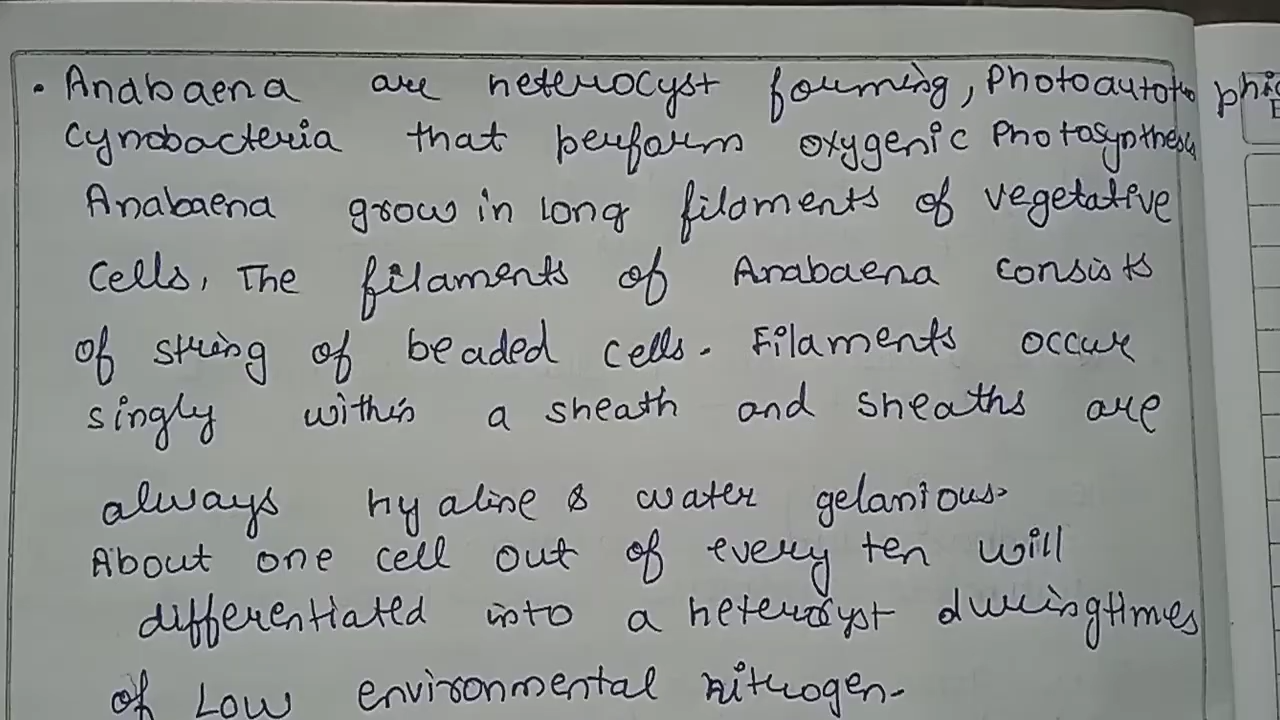 • Anabaena are heterocyst forming, Photoautotrophic
Cynobacteria that perform oxygenic Photosynthesis
Anabaena grow in long filaments of vegetative
cells, The filaments of Anabaena consists
of string of beaded cells. Filaments occur
singly within a sheath and sheaths are
always hyaline & water gelanious.
About one cell out of every ten will
differentiated into a heterocyst during times
of Low environmental nitrogen.